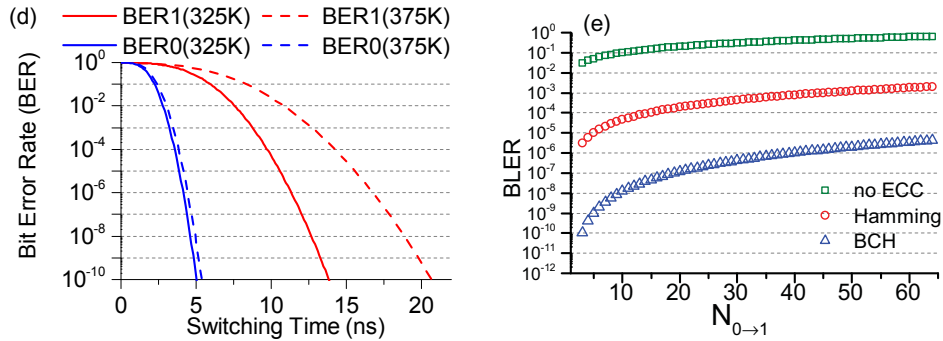 (d)
BER1(325K) BER1(375K)
BER0(325K) BER0(375K)
Bit Error Rate (BER)
10^0
10^-2
10^-4
10^-6
10^-8
10^-10
0 5 10 15 20
Switching Time (ns)
(e)
BLER
10^1
10^0
10^-1
10^-2
10^-3
10^-4
10^-5
10^-6
10^-7
10^-8
10^-9
10^-10
10^-11
10^-12
no ECC
Hamming
BCH
10 20 30 40 50 60
N_0→1